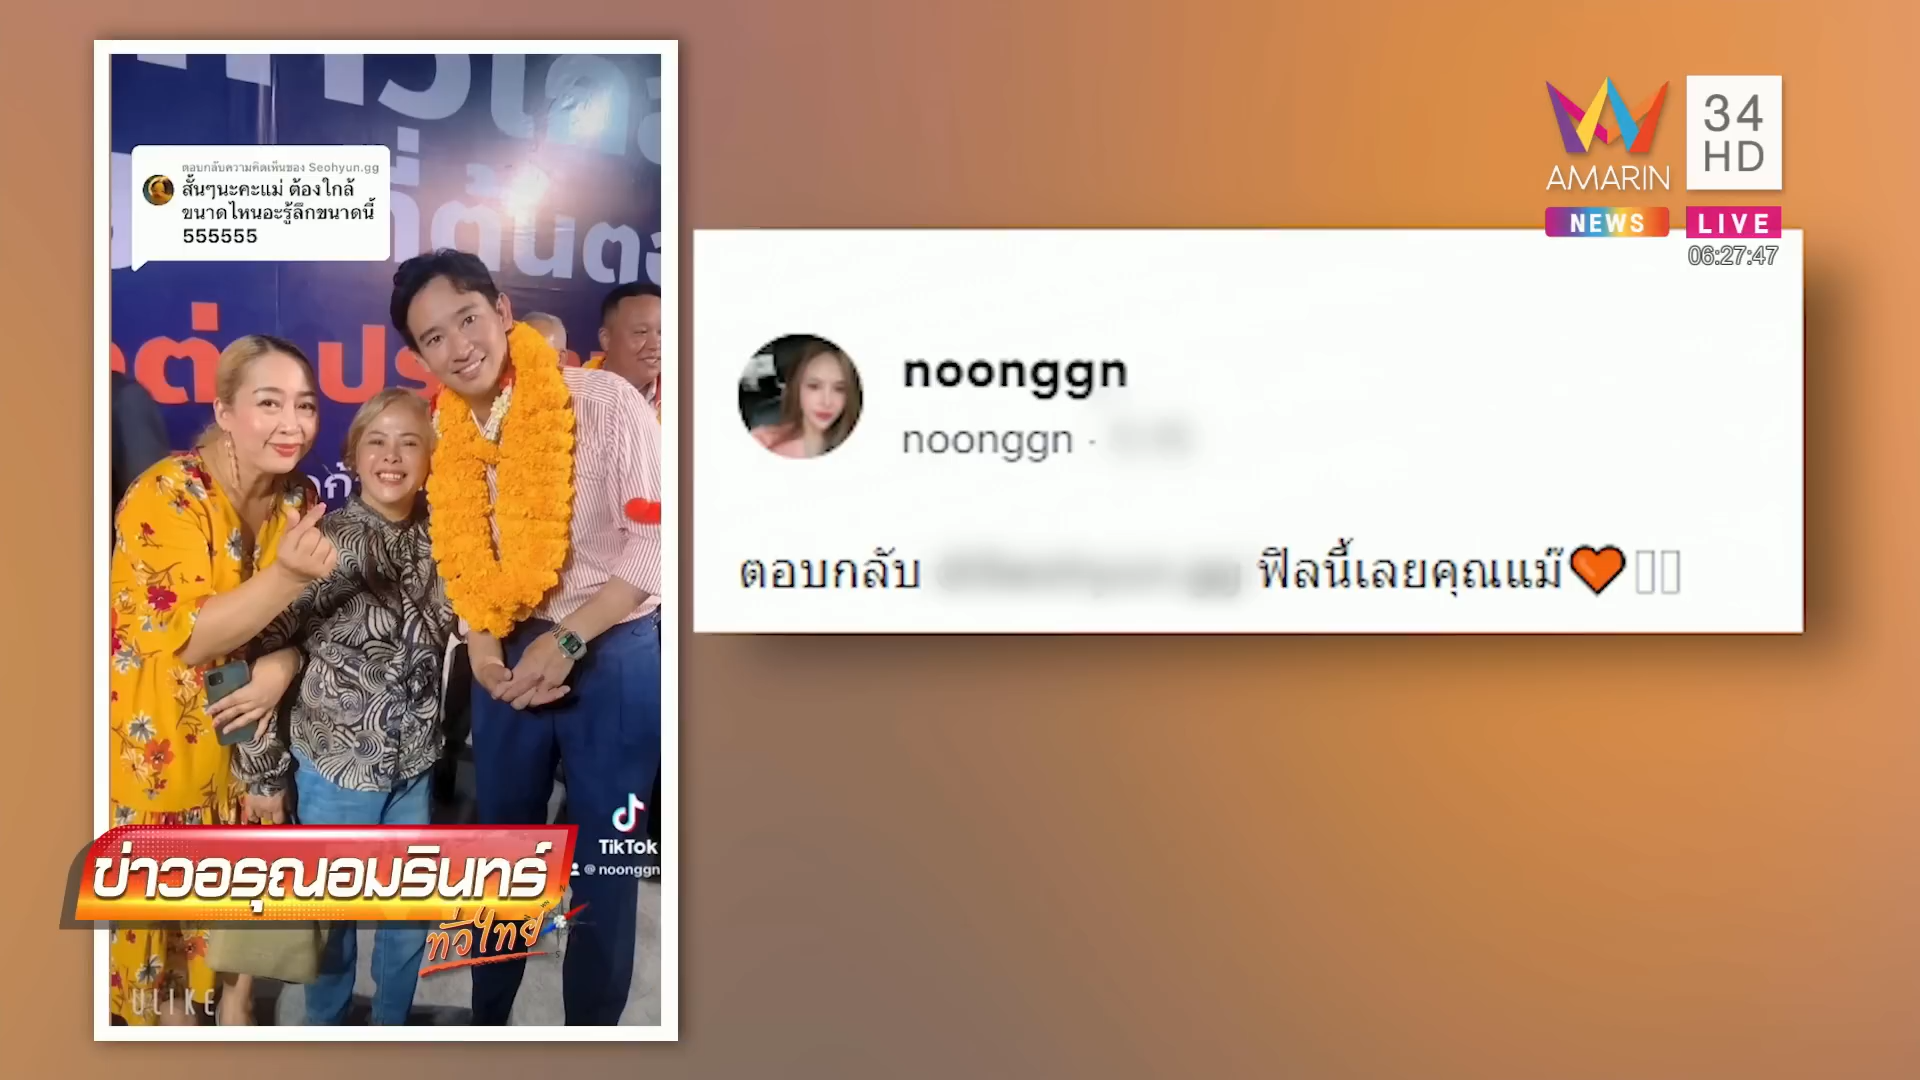 ตอบกลับความคิดเห็นของ Seohyun.gg
สั้นๆนะคะแม่ ต้องใกล้
ขนาดไหนอะรู้ลึกขนาดนี้
555555
TikTok
@noonggn
ข่าวอรุณอมรินทร์
ทั่วไทย
ULIKE
AMARIN
34
HD
NEWS
LIVE
06:27:47
noonggn
noonggn ·
ตอบกลับ ฟิลนี้เลยคุณแม๊🧡